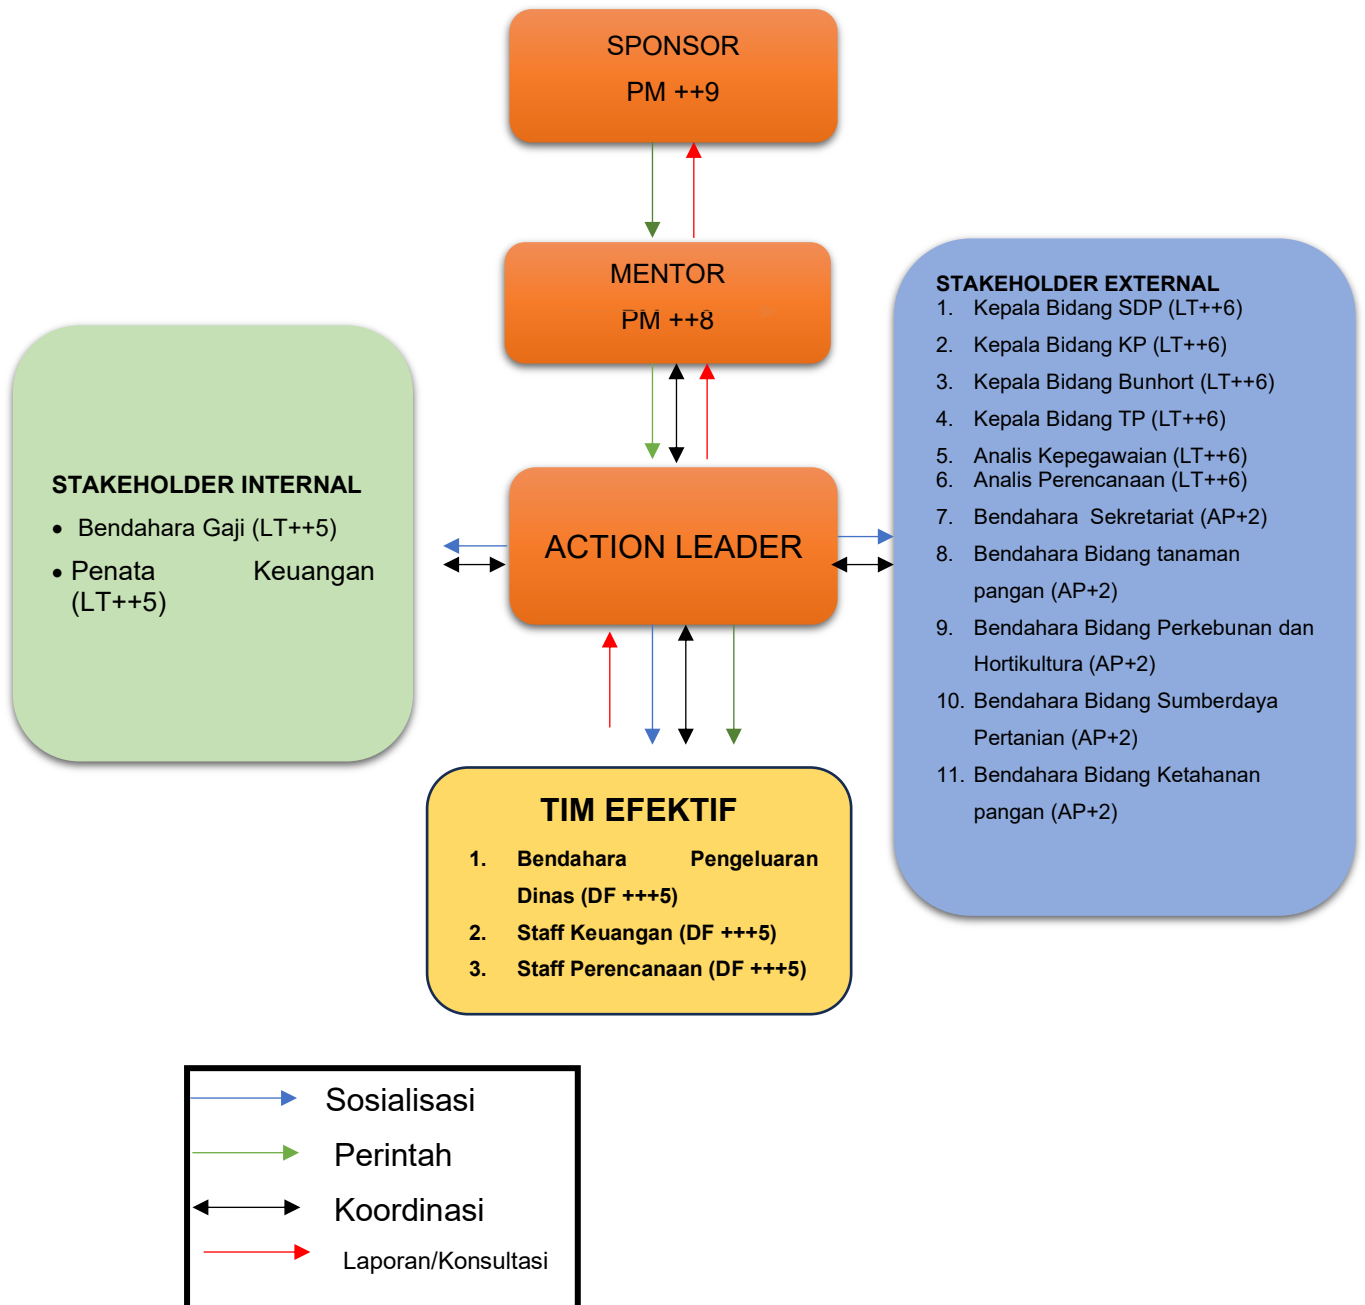 SPONSOR
PM ++9
MENTOR
PM ++8
STAKEHOLDER INTERNAL
• Bendahara Gaji (LT++5)
• Penata Keuangan
(LT++5)
ACTION LEADER
STAKEHOLDER EXTERNAL
1. Kepala Bidang SDP (LT++6)
2. Kepala Bidang KP (LT++6)
3. Kepala Bidang Bunhort (LT++6)
4. Kepala Bidang TP (LT++6)
5. Analis Kepegawaian (LT++6)
6. Analis Perencanaan (LT++6)
7. Bendahara Sekretariat (AP+2)
8. Bendahara Bidang tanaman
pangan (AP+2)
9. Bendahara Bidang Perkebunan dan
Hortikultura (AP+2)
10. Bendahara Bidang Sumberdaya
Pertanian (AP+2)
11. Bendahara Bidang Ketahanan
pangan (AP+2)
TIM EFEKTIF
1. Bendahara Pengeluaran
Dinas (DF +++5)
2. Staff Keuangan (DF +++5)
3. Staff Perencanaan (DF +++5)
Sosialisasi
Perintah
Koordinasi
Laporan/Konsultasi